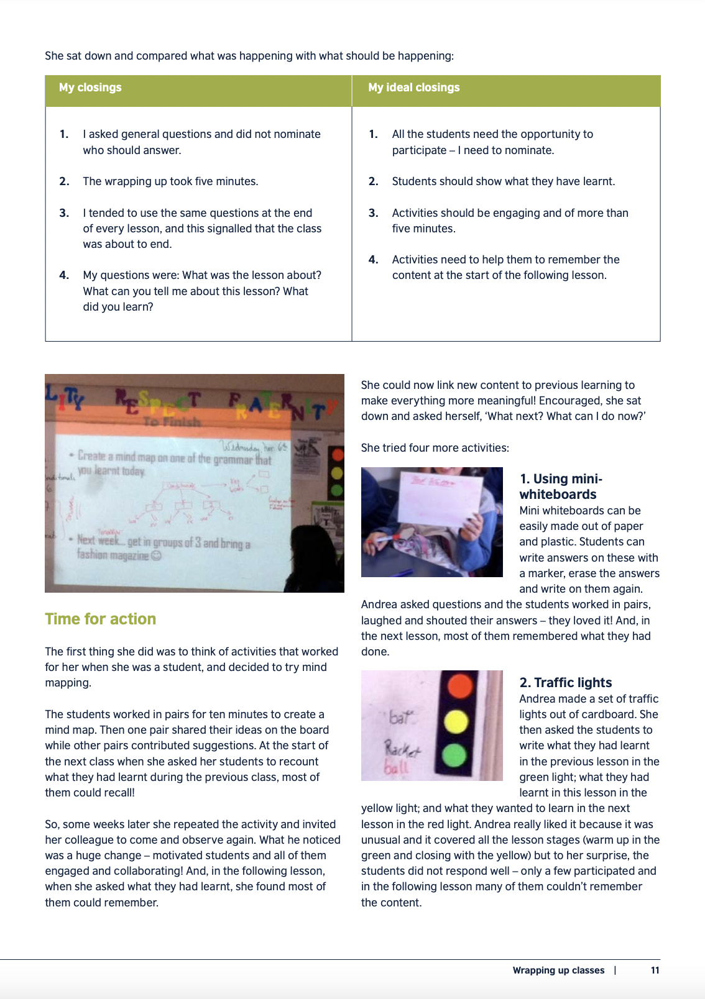 She sat down and compared what was happening with what should be happening:
My closings
1. I asked general questions and did not nominate
who should answer.
2. The wrapping up took five minutes.
3. I tended to use the same questions at the end
of every lesson, and this signalled that the class
was about to end.
4. My questions were: What was the lesson about?
What can you tell me about this lesson? What
did you learn?
My ideal closings
1. All the students need the opportunity to
participate – I need to nominate.
2. Students should show what they have learnt.
3. Activities should be engaging and of more than
five minutes.
4. Activities need to help them to remember the
content at the start of the following lesson.
LITY RESPECT FRATERNITY
To Finish
Wednesday, 6th
• Create a mind map on one of the grammar that
you learnt today.
• Next week... get in groups of 3 and bring a
fashion magazine ☺
Time for action
The first thing she did was to think of activities that worked
for her when she was a student, and decided to try mind
mapping.
The students worked in pairs for ten minutes to create a
mind map. Then one pair shared their ideas on the board
while other pairs contributed suggestions. At the start of
the next class when she asked her students to recount
what they had learnt during the previous class, most of
them could recall!
So, some weeks later she repeated the activity and invited
her colleague to come and observe again. What he noticed
was a huge change – motivated students and all of them
engaged and collaborating! And, in the following lesson,
when she asked what they had learnt, she found most of
them could remember.
She could now link new content to previous learning to
make everything more meaningful! Encouraged, she sat
down and asked herself, ‘What next? What can I do now?’
She tried four more activities:
1. Using mini-
whiteboards
Mini whiteboards can be
easily made out of paper
and plastic. Students can
write answers on these with
a marker, erase the answers
and write on them again.
Andrea asked questions and the students worked in pairs,
laughed and shouted their answers – they loved it! And, in
the next lesson, most of them remembered what they had
done.
bat
Racket
ball
2. Traffic lights
Andrea made a set of traffic
lights out of cardboard. She
then asked the students to
write what they had learnt
in the previous lesson in the
green light; what they had
learnt in this lesson in the
yellow light; and what they wanted to learn in the next
lesson in the red light. Andrea really liked it because it was
unusual and it covered all the lesson stages (warm up in the
green and closing with the yellow) but to her surprise, the
students did not respond well – only a few participated and
in the following lesson many of them couldn’t remember
the content.
Wrapping up classes | 11